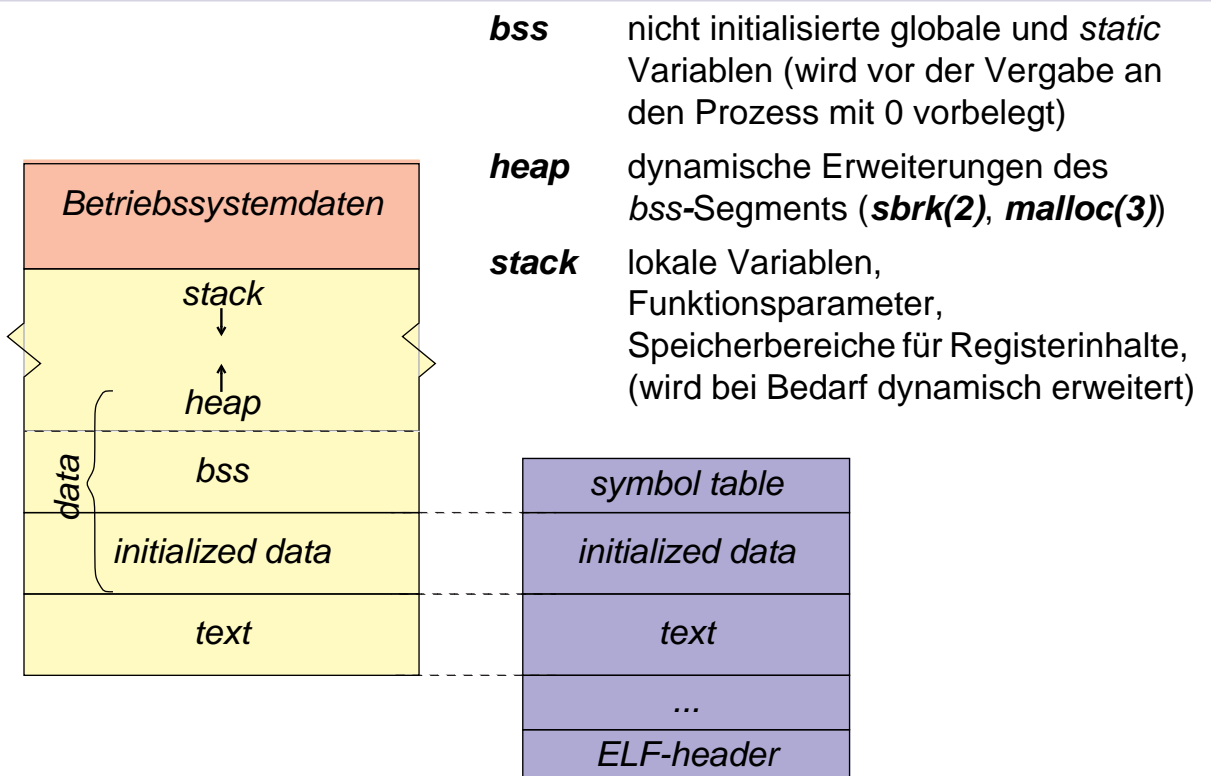 bss nicht initialisierte globale und static
Variablen (wird vor der Vergabe an
den Prozess mit 0 vorbelegt)
heap dynamische Erweiterungen des
bss-Segments (sbrk(2), malloc(3))
stack lokale Variablen,
Funktionsparameter,
Speicherbereiche für Registerinhalte,
(wird bei Bedarf dynamisch erweitert)
Betriebssystemdaten
stack
heap
data
bss
initialized data
text
symbol table
initialized data
text
...
ELF-header